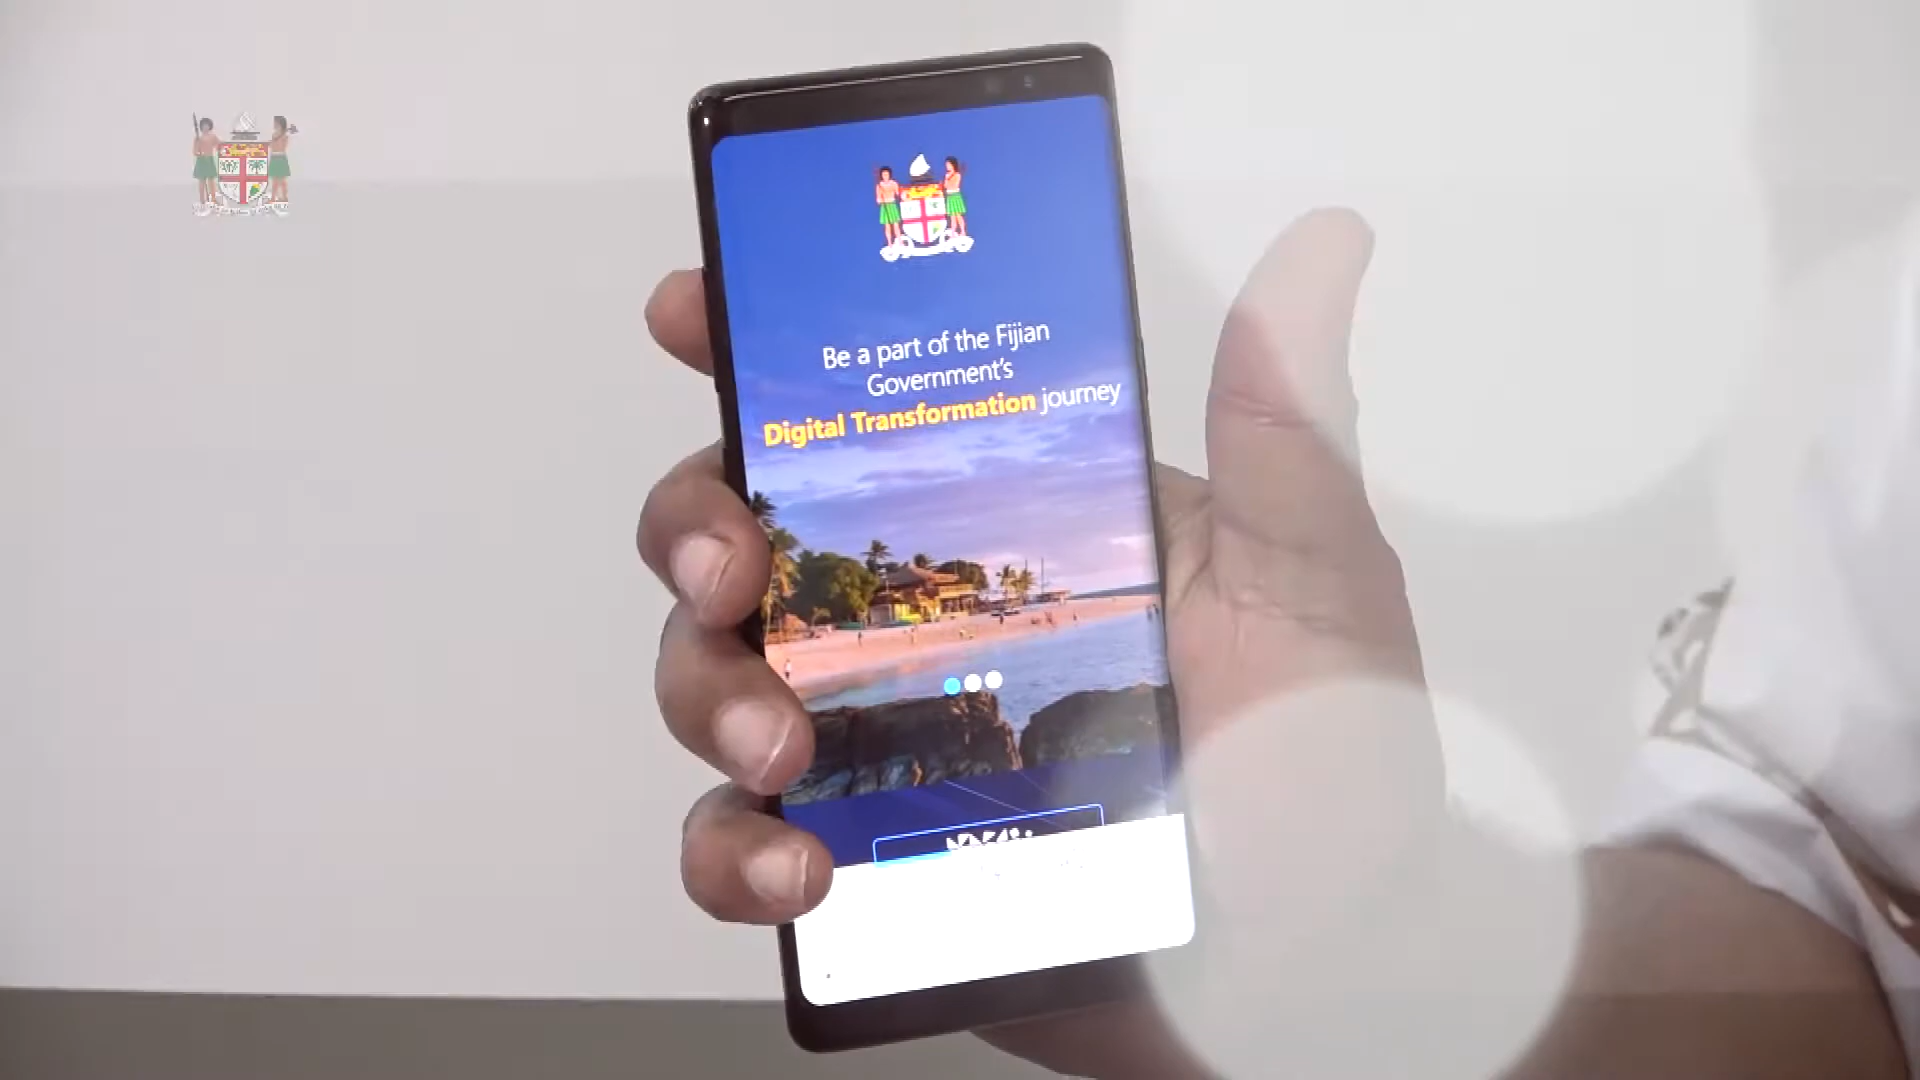 Be a part of the Fijian
Government's
Digital Transformation journey